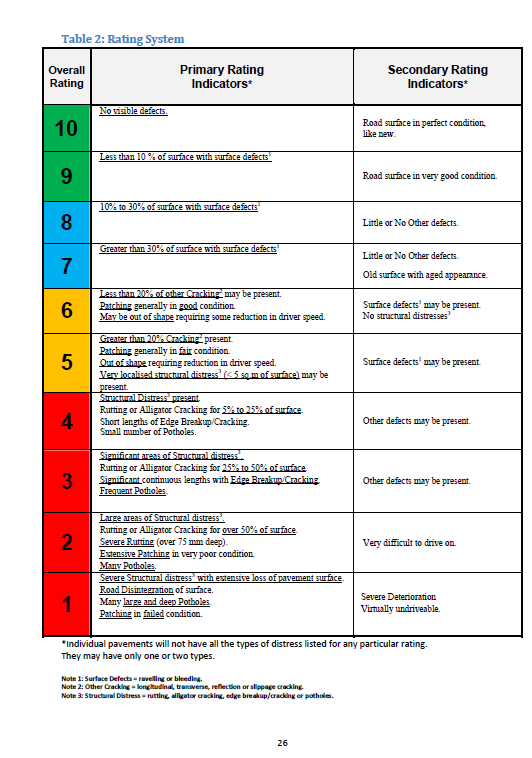 Table 2: Rating System
Overall
Rating
Primary Rating
Indicators*
Secondary Rating
Indicators*
10
No visible defects.
Road surface in perfect condition,
like new.
9
Less than 10 % of surface with surface defects¹
Road surface in very good condition.
8
10% to 30% of surface with surface defects¹
Little or No Other defects.
7
Greater than 30% of surface with surface defects¹
Little or No Other defects.
Old surface with aged appearance.
6
Less than 20% of other Cracking² may be present.
Patching generally in good condition.
May be out of shape requiring some reduction in driver speed.
Surface defects¹ may be present.
No structural distresses³
5
Greater than 20% Cracking² present.
Patching generally in fair condition.
Out of shape requiring reduction in driver speed.
Very localised structural distress³ (< 5 sq.m of surface) may be
present.
Surface defects¹ may be present.
4
Structural Distress³ present.
Rutting or Alligator Cracking for 5% to 25% of surface.
Short lengths of Edge Breakup/Cracking.
Small number of Potholes.
Other defects may be present.
3
Significant areas of Structural distress³.
Rutting or Alligator Cracking for 25% to 50% of surface.
Significant continuous lengths with Edge Breakup/Cracking.
Frequent Potholes.
Other defects may be present.
2
Large areas of Structural distress³.
Rutting or Alligator Cracking for over 50% of surface.
Severe Rutting (over 75 mm deep).
Extensive Patching in very poor condition.
Many Potholes.
Very difficult to drive on.
1
Severe Structural distress³ with extensive loss of pavement surface.
Road Disintegration of surface.
Many large and deep Potholes.
Patching in failed condition.
Severe Deterioration
Virtually undriveable.
*Individual pavements will not have all the types of distress listed for any particular rating.
They may have only one or two types.
Note 1: Surface Defects = ravelling or bleeding.
Note 2: Other Cracking = longitudinal, transverse, reflection or slippage cracking.
Note 3: Structural Distress = rutting, alligator cracking, edge breakup/cracking or potholes.
26